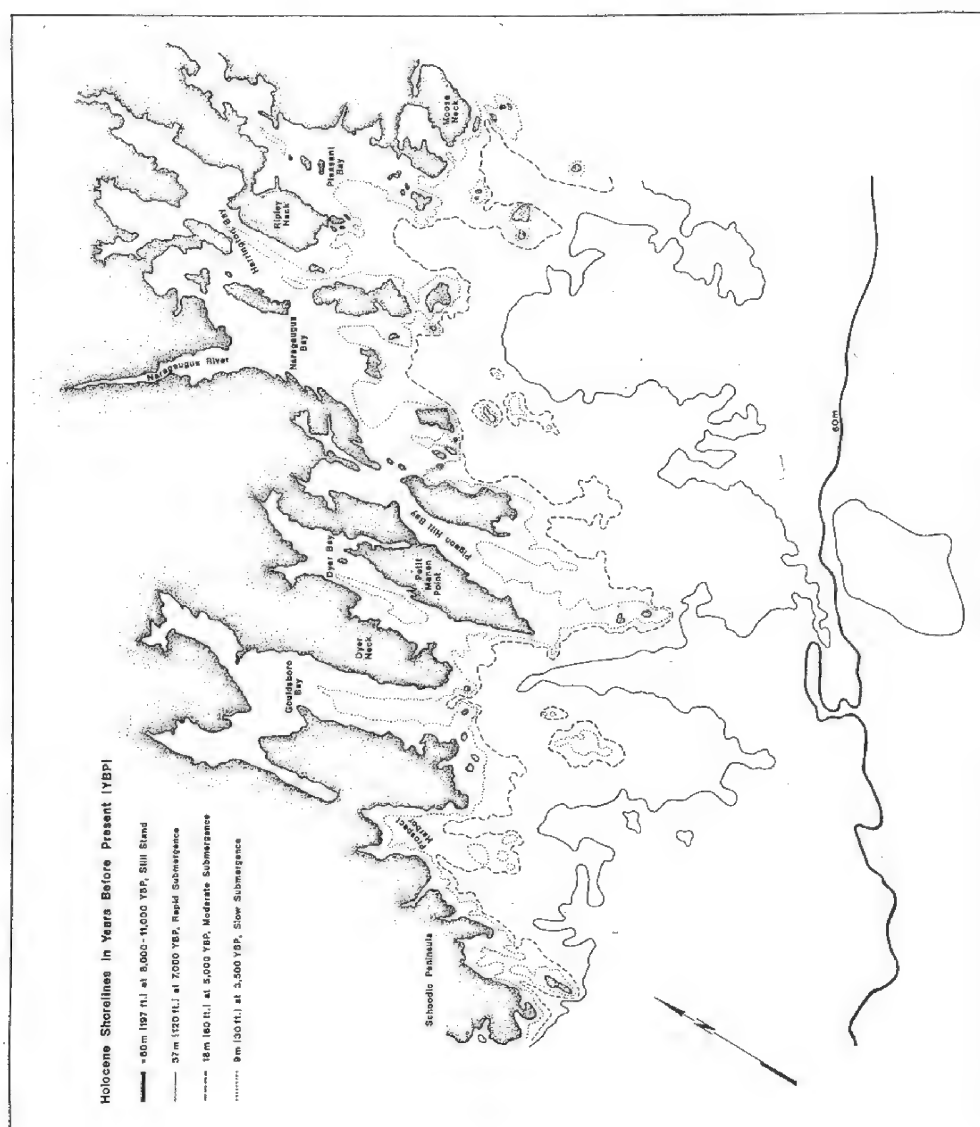 Holocene Shorelines in Years Before Present (YBP)
≈60m (197 ft.) at 8,000-11,000 YBP, Still Stand
37m (120 ft.) at 7,000 YBP, Rapid Submergence
18m (60 ft.) at 5,000 YBP, Moderate Submergence
9m (30 ft.) at 3,500 YBP, Slow Submergence
Schoodic Peninsula
Prospect
Harbor
Gouldsboro
Bay
Dyer
Neck
Dyer Bay
Petit
Manan
Point
Pigeon Hill Bay
Narraguagus River
Narraguagus
Bay
Harrington Bay
Ripley
Neck
Pleasant
Bay
Moose
Neck
60m
N